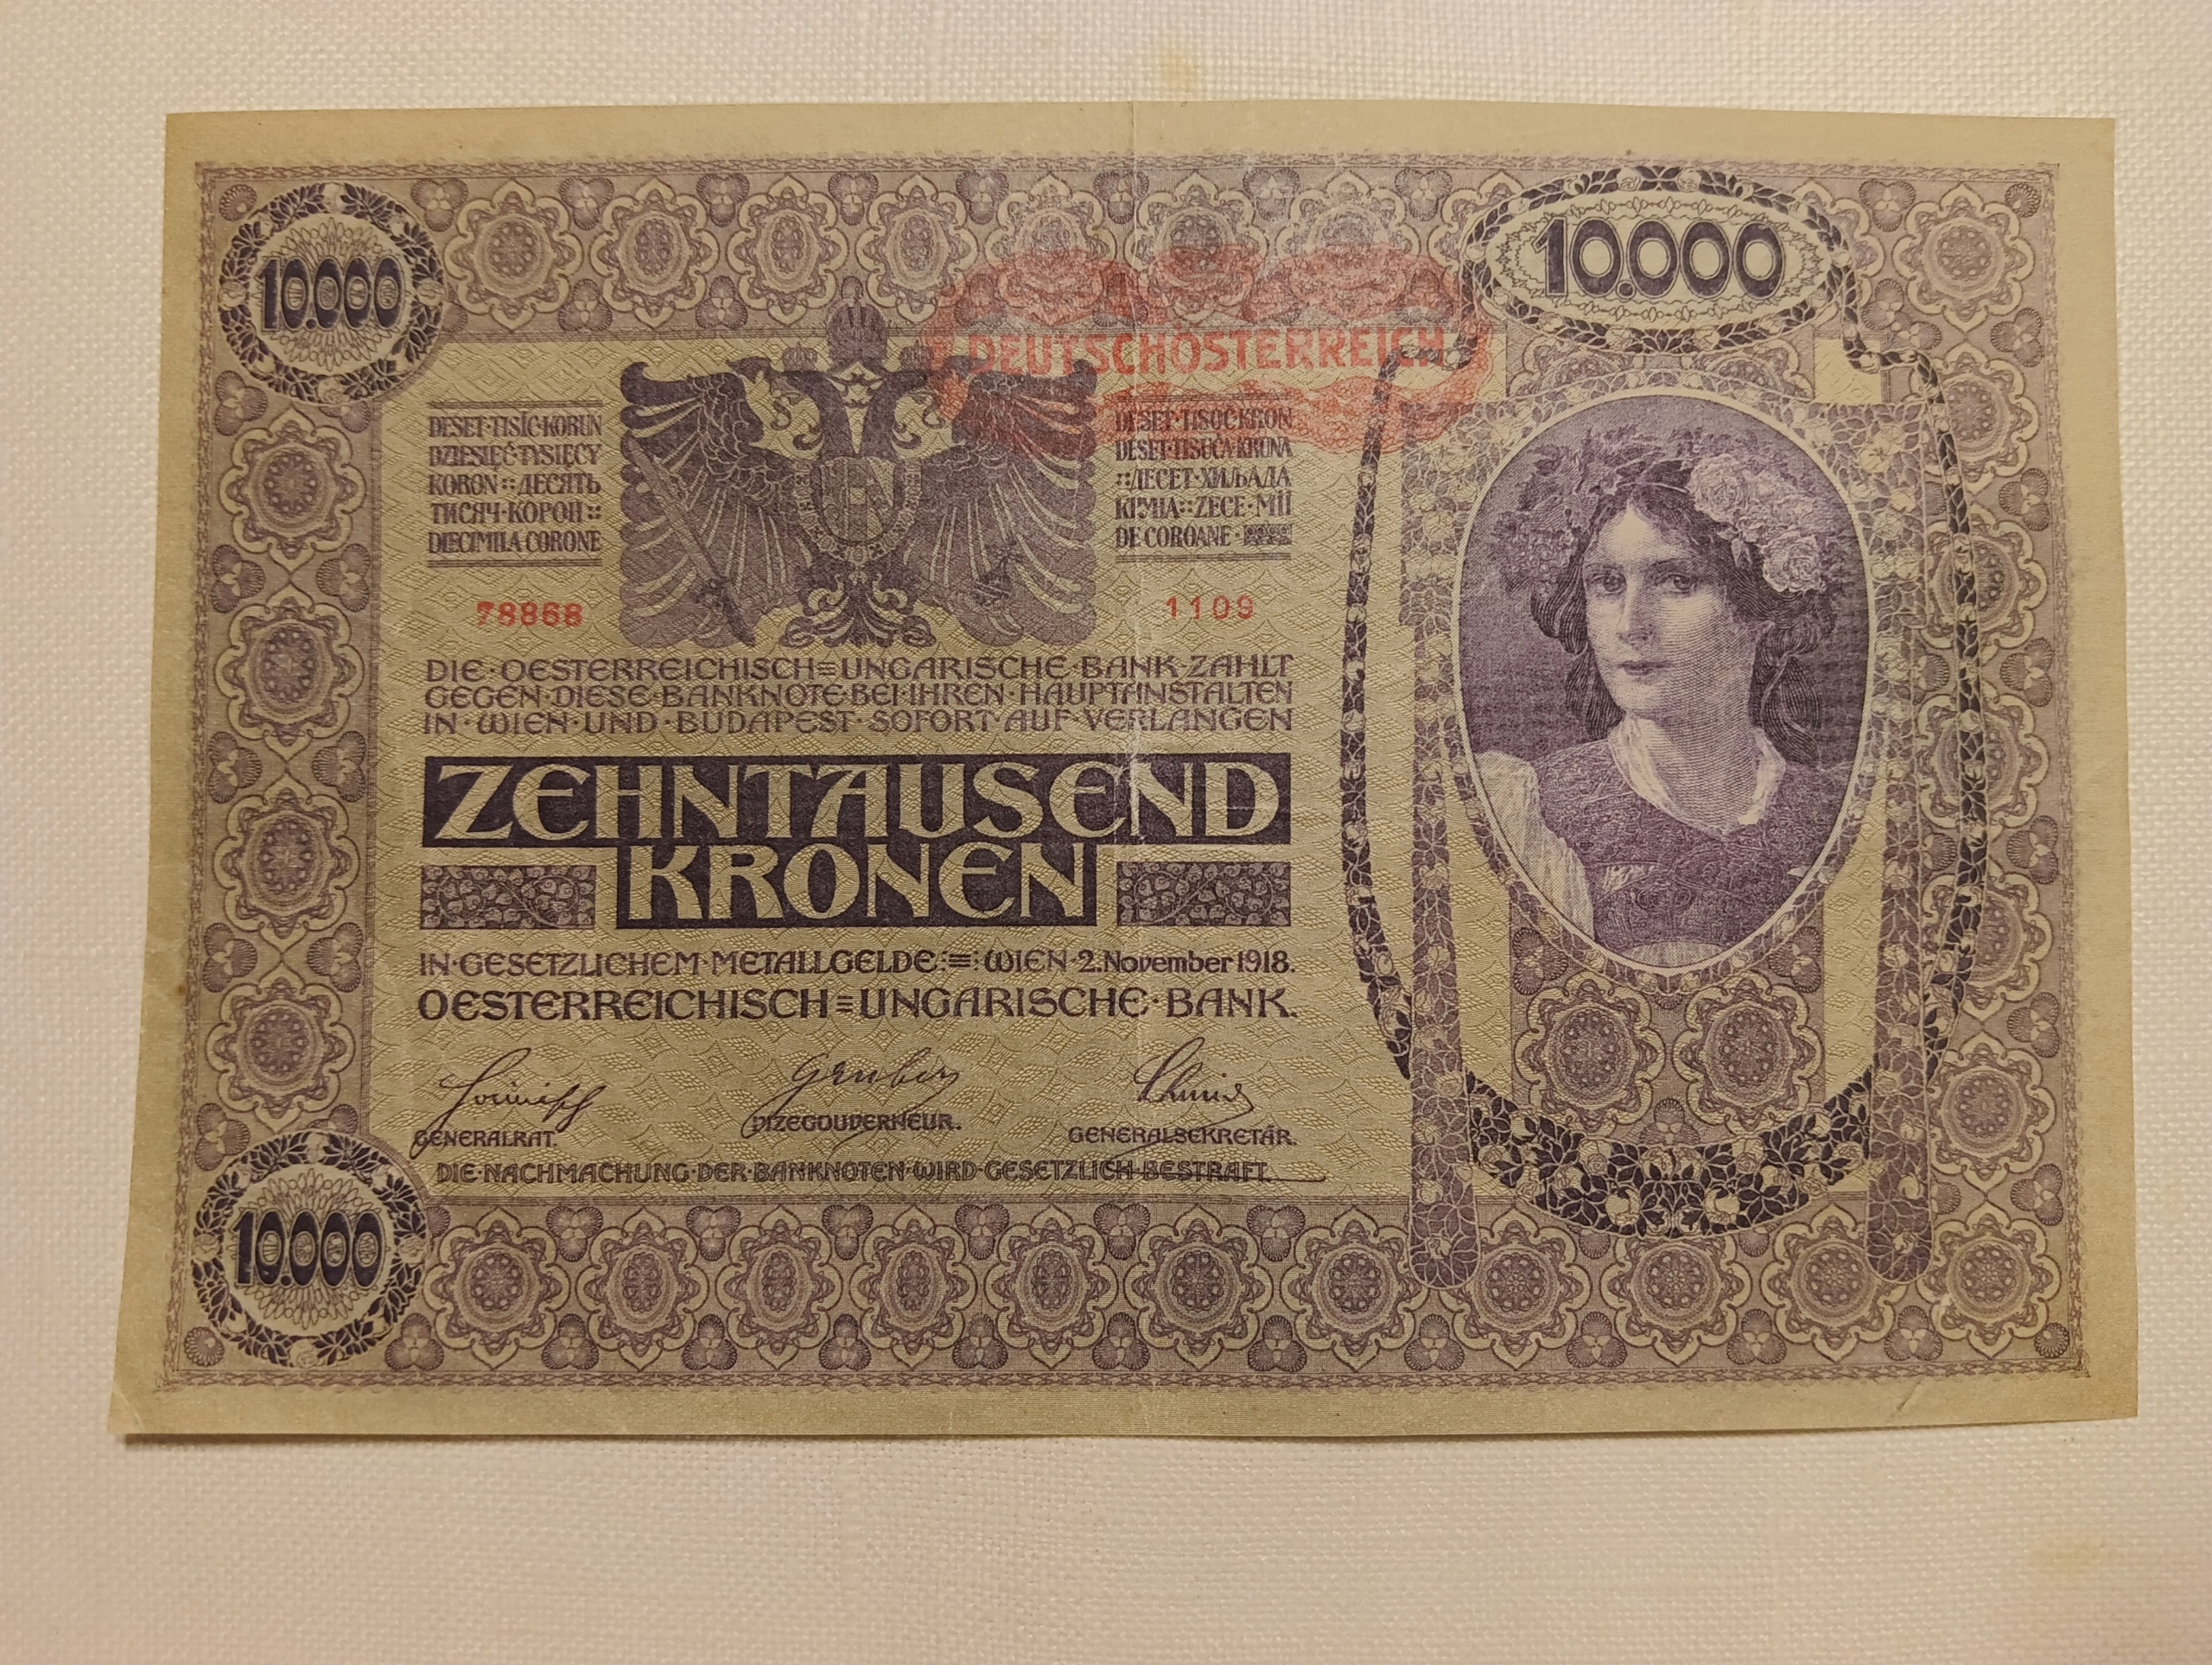 10.000
10.000
DEUTSCHÖSTERREICH
DESET·TISÍC·KORUN
DZIESIĘĆ·TYSIĘCY
KORON::ДЕСЯТЬ
ТИСЯЧ·КОРОН::
DIECIMILA CORONE
DESET·TISOČ KRON
DESET·TISUĆA·KRUNA
::ДЕСЕТ·ХИЉАДА
КРУНА::ZECE·MII
DE COROANE·
78868
1109
DIE·OESTERREICHISCH=UNGARISCHE·BANK·ZAHLT
GEGEN·DIESE·BANKNOTE·BEI·IHREN·HAUPTANSTALTEN
IN·WIEN·UND·BUDAPEST·SOFORT·AUF·VERLANGEN
ZEHNTAUSEND
KRONEN
IN·GESETZLICHEM·METALLGELDE:≡:WIEN·2.November 1918.
OESTERREICHISCH=UNGARISCHE·BANK.
Gruber
Schmid
GENERALRAT.
VIZEGOUVERNEUR.
GENERALSEKRETÄR.
DIE·NACHMACHUNG·DER·BANKNOTEN·WIRD·GESETZLICH·BESTRAFT.
10.000